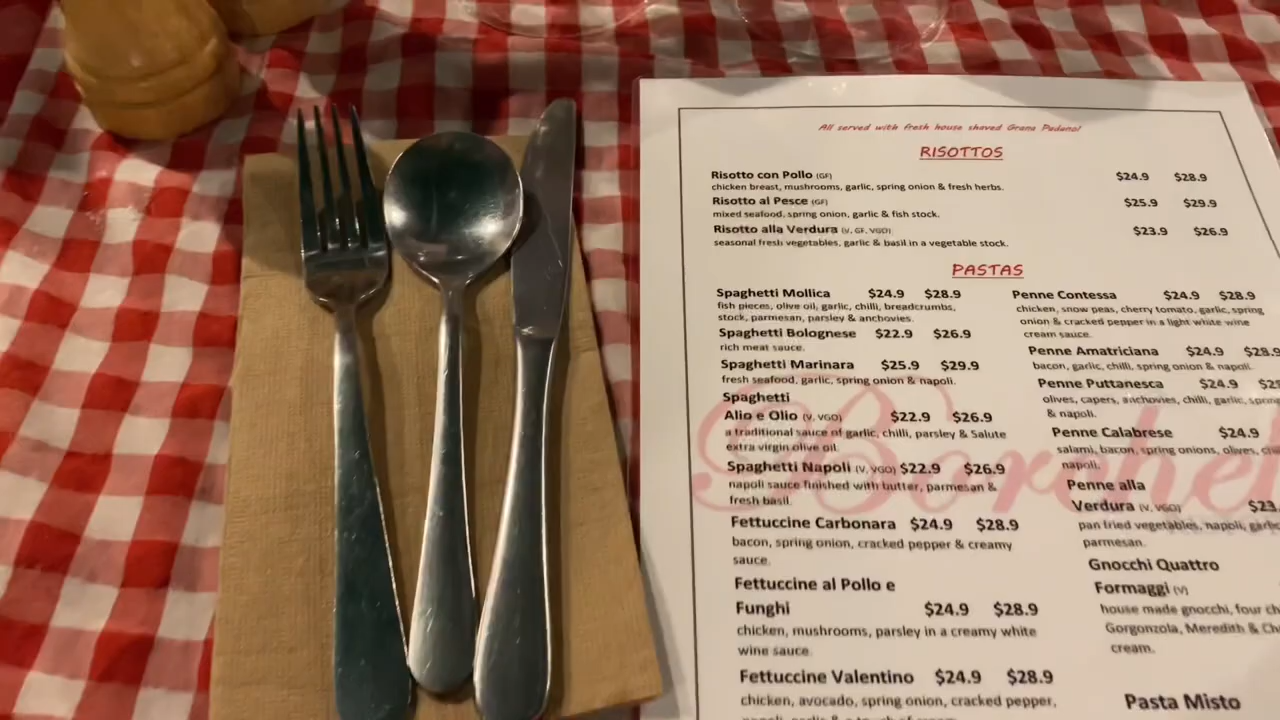 All served with fresh house shaved Grana Padano!
RISOTTOS
Risotto con Pollo (GF) $24.9 $28.9
chicken breast, mushrooms, garlic, spring onion & fresh herbs.
Risotto al Pesce (GF) $25.9 $29.9
mixed seafood, spring onion, garlic & fish stock.
Risotto alla Verdura (V, GF, VGO) $23.9 $26.9
seasonal fresh vegetables, garlic & basil in a vegetable stock.
PASTAS
Spaghetti Mollica $24.9 $28.9
fish pieces, olive oil, garlic, chilli, breadcrumbs,
stock, parmesan, parsley & anchovies.
Spaghetti Bolognese $22.9 $26.9
rich meat sauce.
Spaghetti Marinara $25.9 $29.9
fresh seafood, garlic, spring onion & napoli.
Spaghetti
Alio e Olio (V, VGO) $22.9 $26.9
a traditional sauce of garlic, chilli, parsley & Salute
extra virgin olive oil.
Spaghetti Napoli (V, VGO) $22.9 $26.9
napoli sauce finished with butter, parmesan &
fresh basil.
Fettuccine Carbonara $24.9 $28.9
bacon, spring onion, cracked pepper & creamy
sauce.
Fettuccine al Pollo e
Funghi $24.9 $28.9
chicken, mushrooms, parsley in a creamy white
wine sauce.
Fettuccine Valentino $24.9 $28.9
chicken, avocado, spring onion, cracked pepper,
Penne Contessa $24.9 $28.9
chicken, snow peas, cherry tomato, garlic, spring
onion & cracked pepper in a light white wine
cream sauce.
Penne Amatriciana $24.9 $28.9
bacon, garlic, chilli, spring onion & napoli.
Penne Puttanesca $24.9
olives, capers, anchovies, chilli, garlic, spring
& napoli.
Penne Calabrese $24.9
salami, bacon, spring onions, olives,
napoli.
Penne alla
Verdura (V, VGO) $23.
pan fried vegetables, napoli, garlic
parmesan.
Gnocchi Quattro
Formaggi (V)
house made gnocchi, four
Gorgonzola, Meredith &
cream.
Pasta Misto